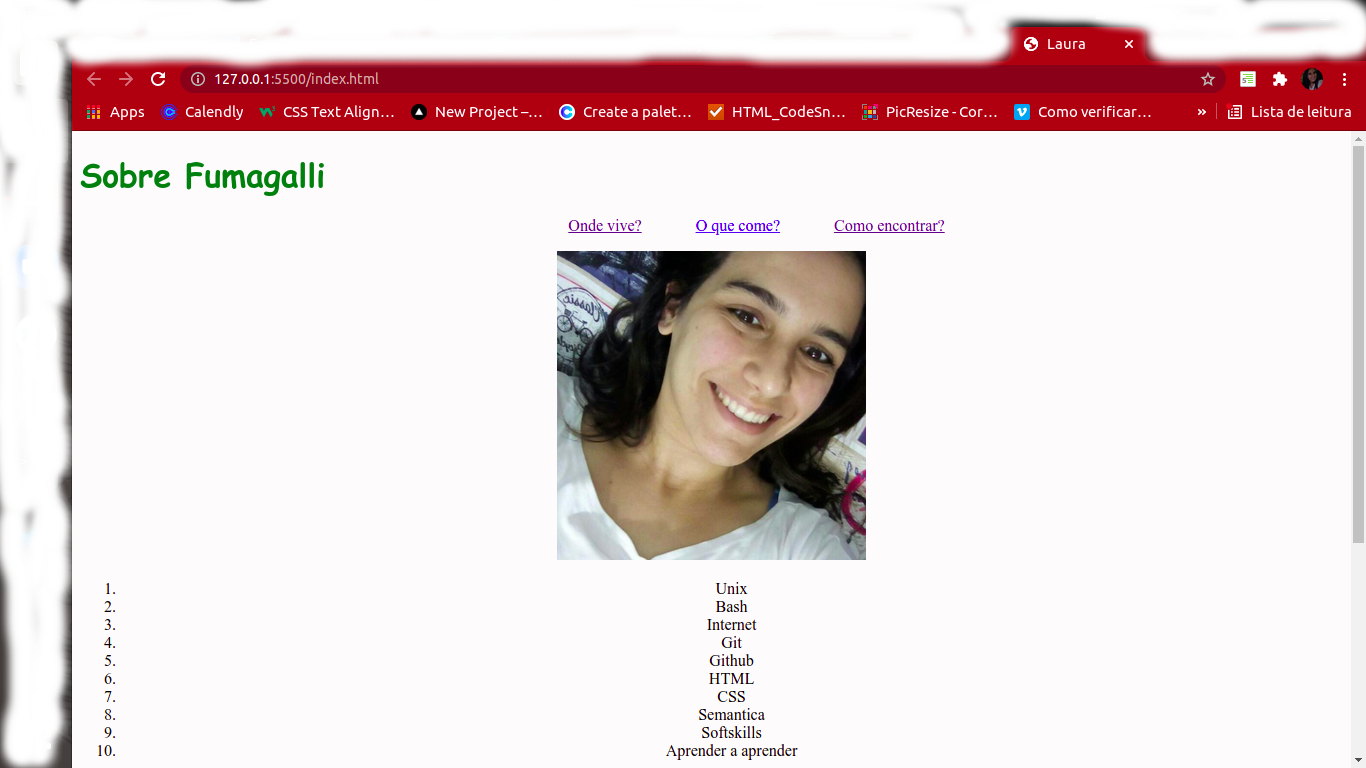 Laura
127.0.0.1:5500/index.html
Apps Calendly CSS Text Align… New Project –… Create a palet… HTML_CodeSn… PicResize - Cor… Como verificar… » Lista de leitura
Sobre Fumagalli
Onde vive? O que come? Como encontrar?
Classic
1. Unix
2. Bash
3. Internet
4. Git
5. Github
6. HTML
7. CSS
8. Semantica
9. Softskills
10. Aprender a aprender